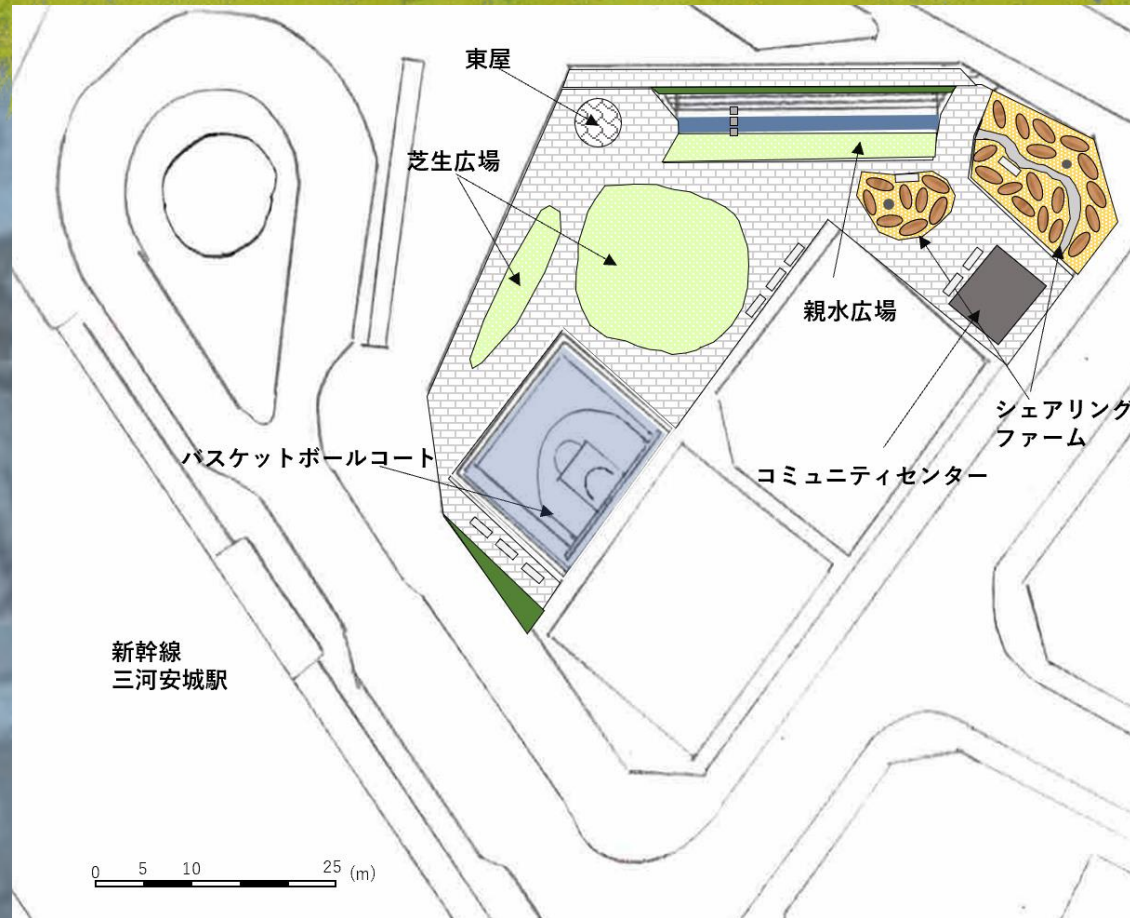 東屋
芝生広場
親水広場
シェアリング
ファーム
バスケットボールコート
コミュニティセンター
新幹線
三河安城駅
0 5 10 25 (m)